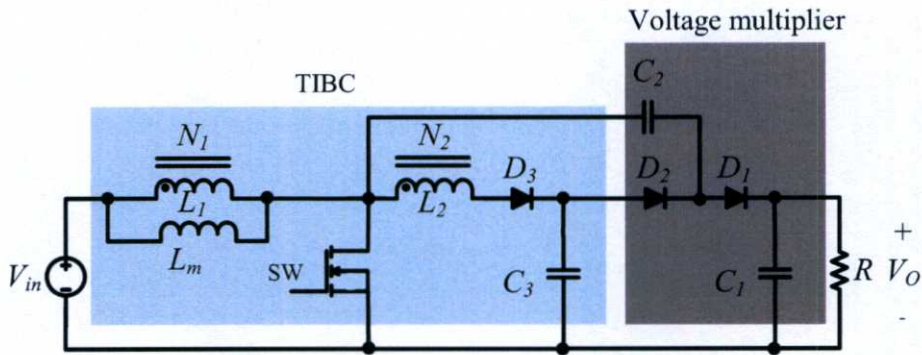 Voltage multiplier
TIBC
C2
N1
N2
D3
D2
D1
L1
L2
Lm
SW
Vin
C3
C1
R
+
VO
-